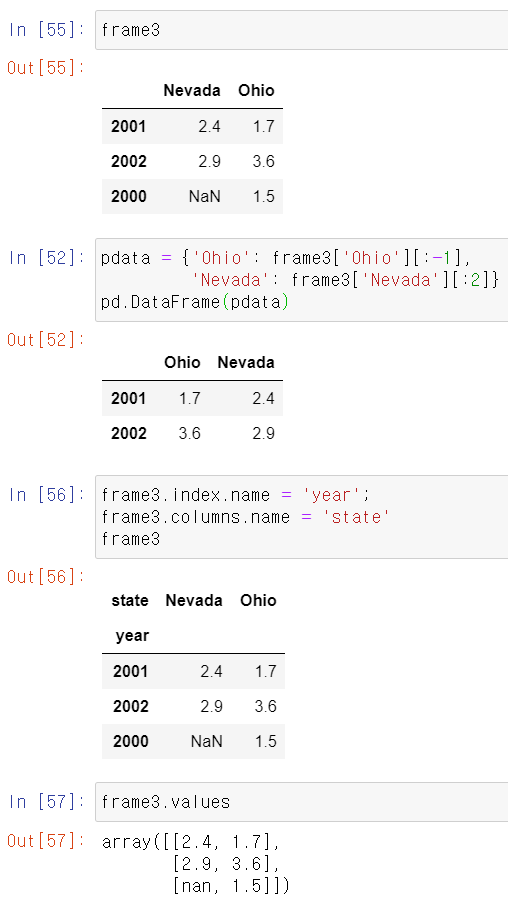 In [55]: frame3
Out[55]:
Nevada Ohio
2001 2.4 1.7
2002 2.9 3.6
2000 NaN 1.5
In [52]: pdata = {'Ohio': frame3['Ohio'][:-1],
'Nevada': frame3['Nevada'][:2]}
pd.DataFrame(pdata)
Out[52]:
Ohio Nevada
2001 1.7 2.4
2002 3.6 2.9
In [56]: frame3.index.name = 'year';
frame3.columns.name = 'state'
frame3
Out[56]:
state Nevada Ohio
year
2001 2.4 1.7
2002 2.9 3.6
2000 NaN 1.5
In [57]: frame3.values
Out[57]: array([[2.4, 1.7],
[2.9, 3.6],
[nan, 1.5]])